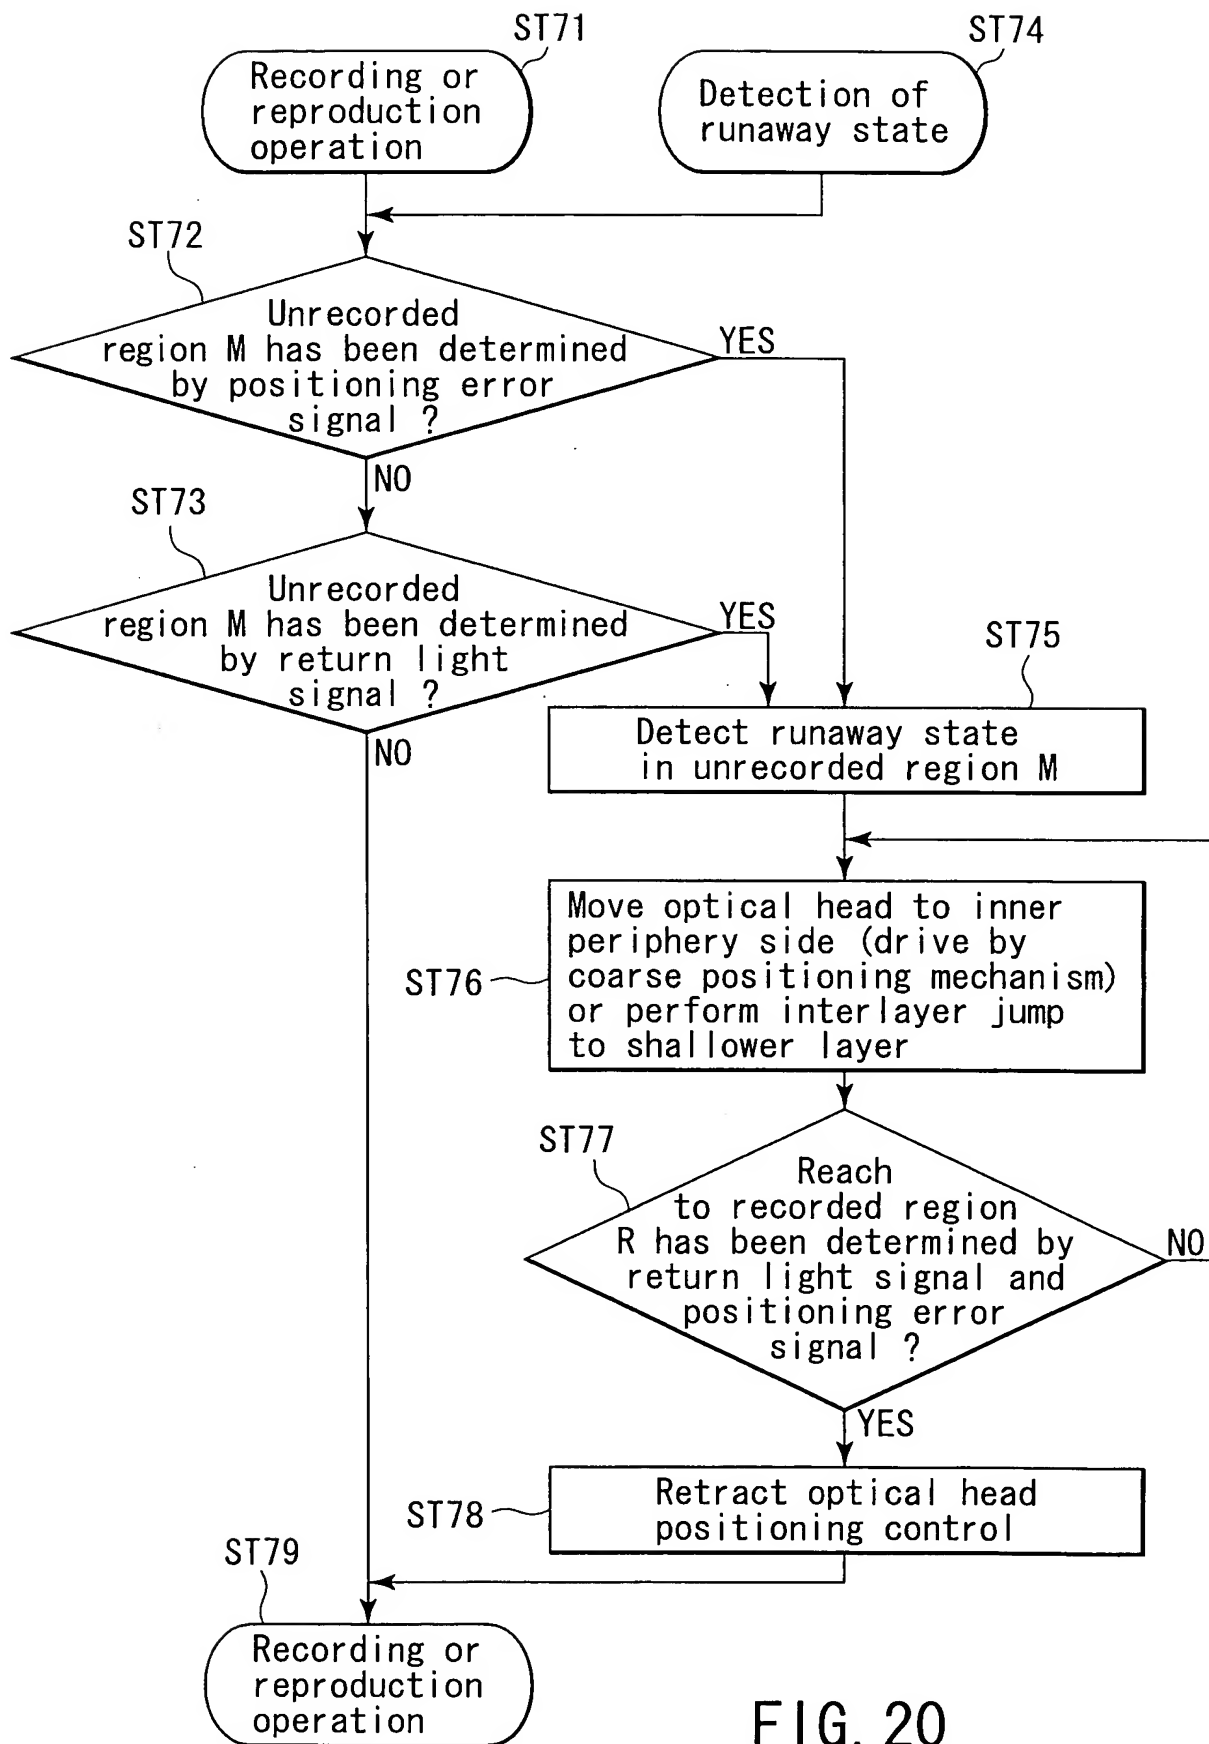 ST71
Recording or
reproduction
operation
ST74
Detection of
runaway state
ST72
Unrecorded
region M has been determined
by positioning error
signal ?
YES
NO
ST73
Unrecorded
region M has been determined
by return light
signal ?
YES
NO
ST75
Detect runaway state
in unrecorded region M
ST76
Move optical head to inner
periphery side (drive by
coarse positioning mechanism)
or perform interlayer jump
to shallower layer
ST77
Reach
to recorded region
R has been determined by
return light signal and
positioning error
signal ?
NO
YES
ST78
Retract optical head
positioning control
ST79
Recording or
reproduction
operation
FIG. 20